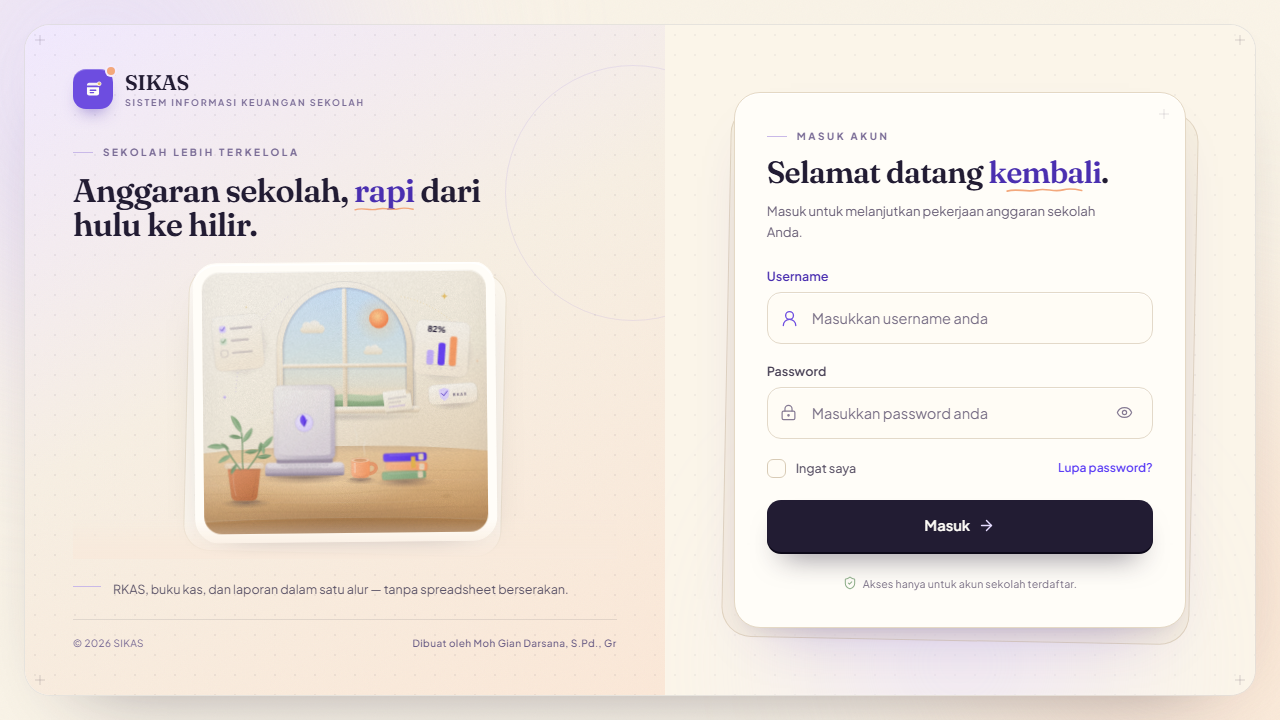 SIKAS
SISTEM INFORMASI KEUANGAN SEKOLAH
SEKOLAH LEBIH TERKELOLA
Anggaran sekolah, rapi dari
hulu ke hilir.
82%
RKAS
RKAS, buku kas, dan laporan dalam satu alur — tanpa spreadsheet berserakan.
© 2026 SIKAS
Dibuat oleh Moh Gian Darsana, S.Pd., Gr
MASUK AKUN
Selamat datang kembali.
Masuk untuk melanjutkan pekerjaan anggaran sekolah
Anda.
Username
Masukkan username anda
Password
Masukkan password anda
Ingat saya
Lupa password?
Masuk →
Akses hanya untuk akun sekolah terdaftar.